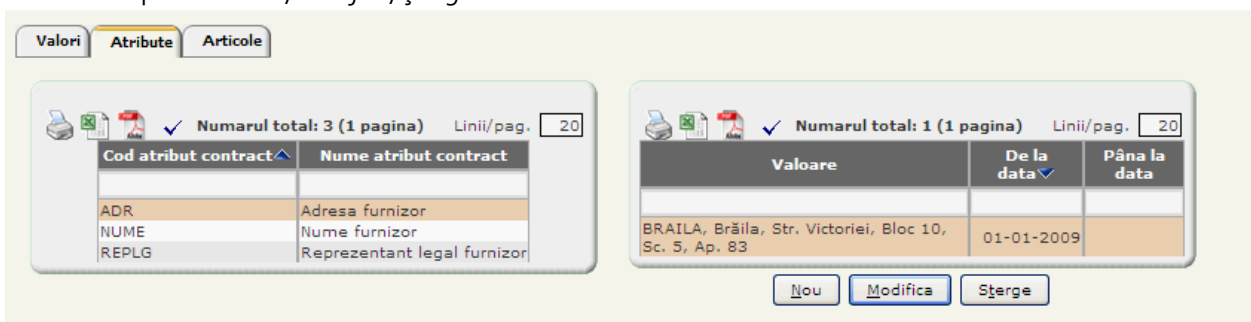 Valori Atribute Articole
Numarul total: 3 (1 pagina) Linii/pag. 20
Cod atribut contract Nume atribut contract
ADR Adresa furnizor
NUME Nume furnizor
REPLG Reprezentant legal furnizor
Numarul total: 1 (1 pagina) Linii/pag. 20
Valoare De la data Pâna la data
BRAILA, Brăila, Str. Victoriei, Bloc 10,
Sc. 5, Ap. 83 01-01-2009
Nou Modifica Sterge